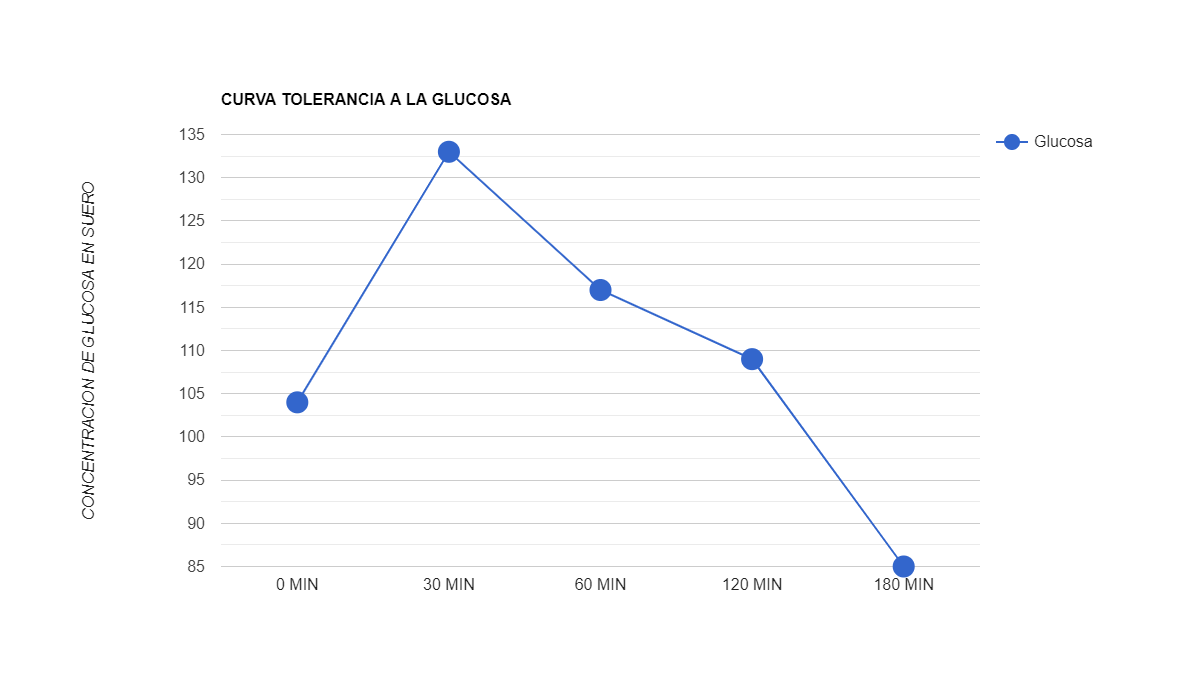 CURVA TOLERANCIA A LA GLUCOSA
CONCENTRACION DE GLUCOSA EN SUERO
135
130
125
120
115
110
105
100
95
90
85
0 MIN
30 MIN
60 MIN
120 MIN
180 MIN
Glucosa